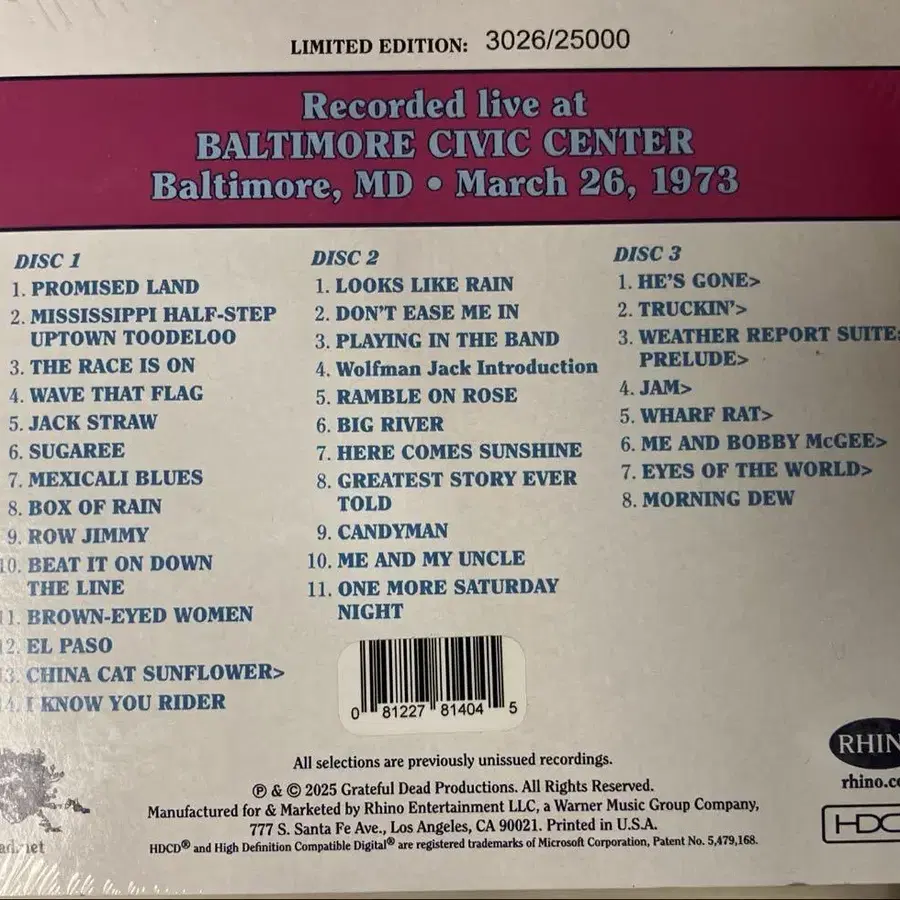 LIMITED EDITION: 3026/25000
Recorded live at
BALTIMORE CIVIC CENTER
Baltimore, MD • March 26, 1973
DISC 1
1. PROMISED LAND
2. MISSISSIPPI HALF-STEP
UPTOWN TOODELOO
3. THE RACE IS ON
4. WAVE THAT FLAG
5. JACK STRAW
6. SUGAREE
7. MEXICALI BLUES
8. BOX OF RAIN
9. ROW JIMMY
10. BEAT IT ON DOWN
THE LINE
11. BROWN-EYED WOMEN
12. EL PASO
13. CHINA CAT SUNFLOWER>
14. I KNOW YOU RIDER
DISC 2
1. LOOKS LIKE RAIN
2. DON'T EASE ME IN
3. PLAYING IN THE BAND
4. Wolfman Jack Introduction
5. RAMBLE ON ROSE
6. BIG RIVER
7. HERE COMES SUNSHINE
8. GREATEST STORY EVER
TOLD
9. CANDYMAN
10. ME AND MY UNCLE
11. ONE MORE SATURDAY
NIGHT
DISC 3
1. HE'S GONE>
2. TRUCKIN'>
3. WEATHER REPORT SUITE:
PRELUDE>
4. JAM>
5. WHARF RAT>
6. ME AND BOBBY McGEE>
7. EYES OF THE WORLD>
8. MORNING DEW
0 81227 81404 5
All selections are previously unissued recordings.
℗ & © 2025 Grateful Dead Productions. All Rights Reserved.
Manufactured for & Marketed by Rhino Entertainment LLC, a Warner Music Group Company,
777 S. Santa Fe Ave., Los Angeles, CA 90021. Printed in U.S.A.
HDCD® and High Definition Compatible Digital® are registered trademarks of Microsoft Corporation, Patent No. 5,479,168.
RHIN
rhino.co
HDC